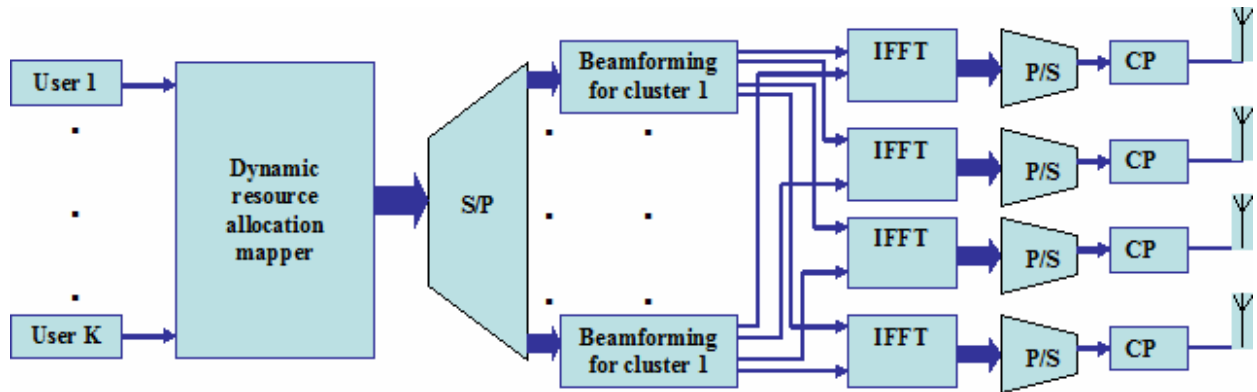 User 1
User K
Dynamic
resource
allocation
mapper
S/P
Beamforming
for cluster 1
Beamforming
for cluster 1
IFFT
P/S
CP
IFFT
P/S
CP
IFFT
P/S
CP
IFFT
P/S
CP